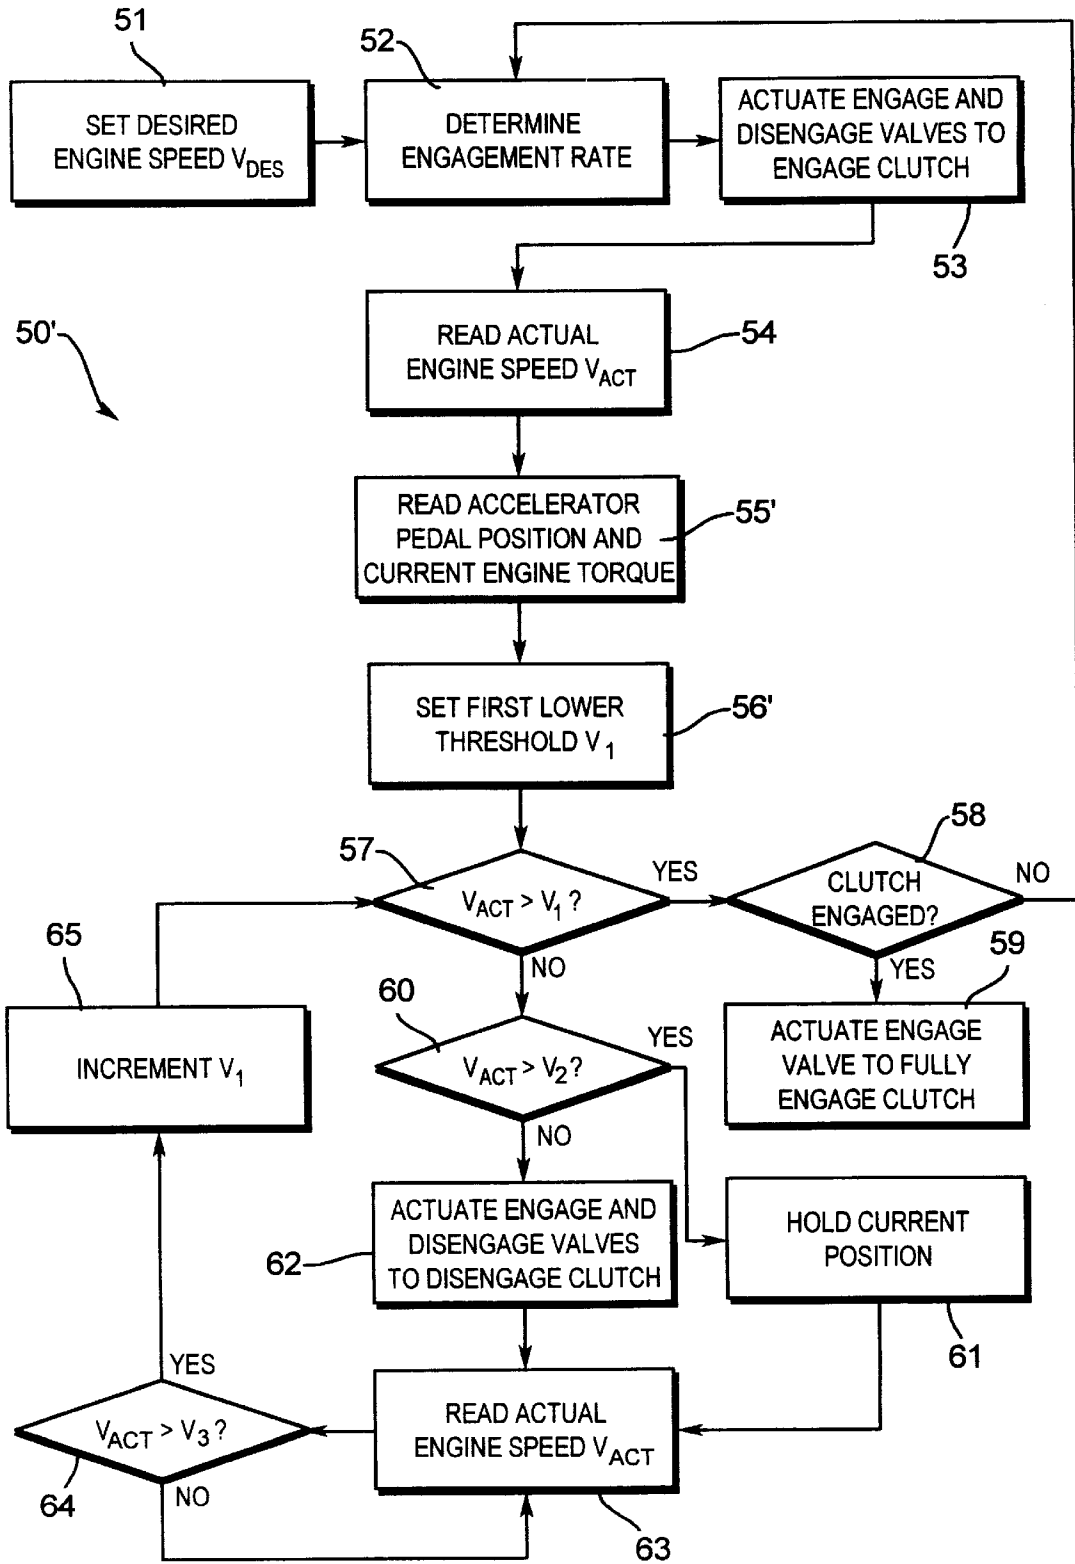 51
SET DESIRED
ENGINE SPEED VDES
52
DETERMINE
ENGAGEMENT RATE
ACTUATE ENGAGE AND
DISENGAGE VALVES TO
ENGAGE CLUTCH
53
50'
READ ACTUAL
ENGINE SPEED VACT
54
READ ACCELERATOR
PEDAL POSITION AND
CURRENT ENGINE TORQUE
55'
SET FIRST LOWER
THRESHOLD V1
56'
57
VACT > V1 ?
YES
NO
58
CLUTCH
ENGAGED?
NO
YES
59
ACTUATE ENGAGE
VALVE TO FULLY
ENGAGE CLUTCH
60
VACT > V2 ?
YES
NO
65
INCREMENT V1
62
ACTUATE ENGAGE AND
DISENGAGE VALVES
TO DISENGAGE CLUTCH
HOLD CURRENT
POSITION
61
READ ACTUAL
ENGINE SPEED VACT
63
YES
VACT > V3 ?
64
NO